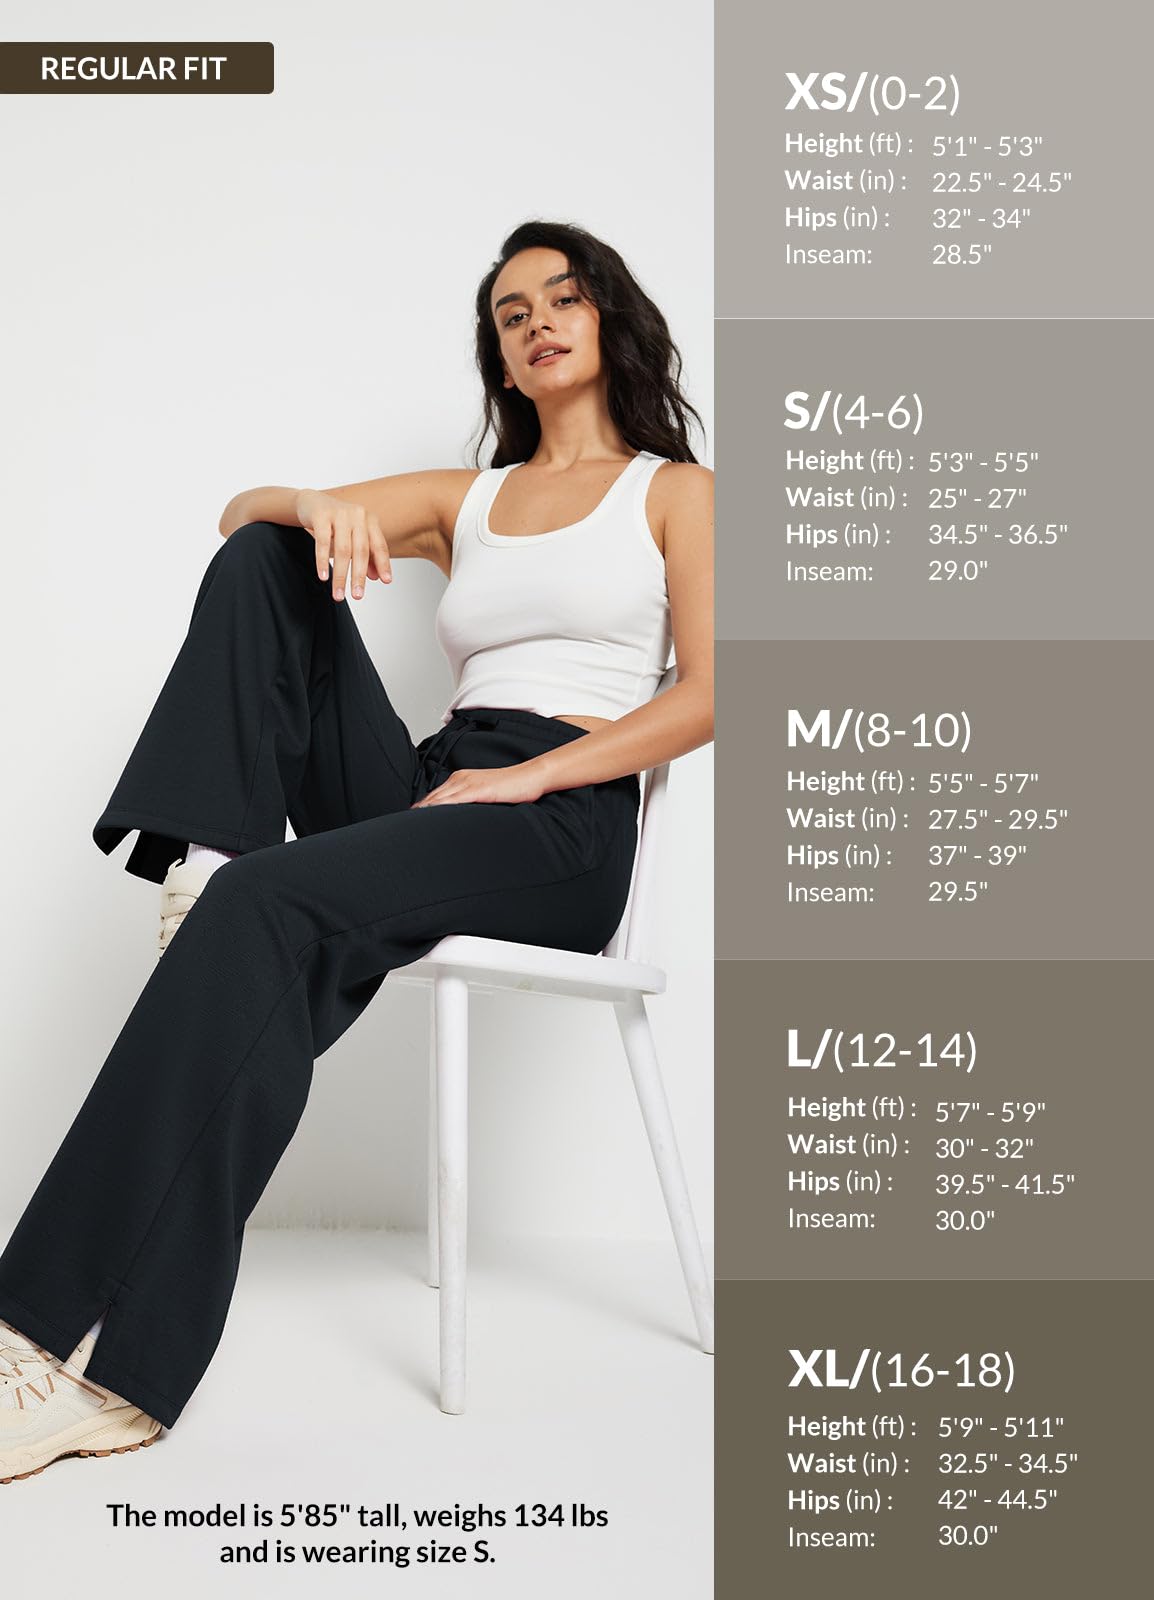 REGULAR FIT
XS/(0-2)
Height (ft) : 5'1" - 5'3"
Waist (in) : 22.5" - 24.5"
Hips (in) : 32" - 34"
Inseam: 28.5"
S/(4-6)
Height (ft) : 5'3" - 5'5"
Waist (in) : 25" - 27"
Hips (in) : 34.5" - 36.5"
Inseam: 29.0"
M/(8-10)
Height (ft) : 5'5" - 5'7"
Waist (in) : 27.5" - 29.5"
Hips (in) : 37" - 39"
Inseam: 29.5"
L/(12-14)
Height (ft) : 5'7" - 5'9"
Waist (in) : 30" - 32"
Hips (in) : 39.5" - 41.5"
Inseam: 30.0"
XL/(16-18)
Height (ft) : 5'9" - 5'11"
Waist (in) : 32.5" - 34.5"
Hips (in) : 42" - 44.5"
Inseam: 30.0"
The model is 5'85" tall, weighs 134 lbs
and is wearing size S.